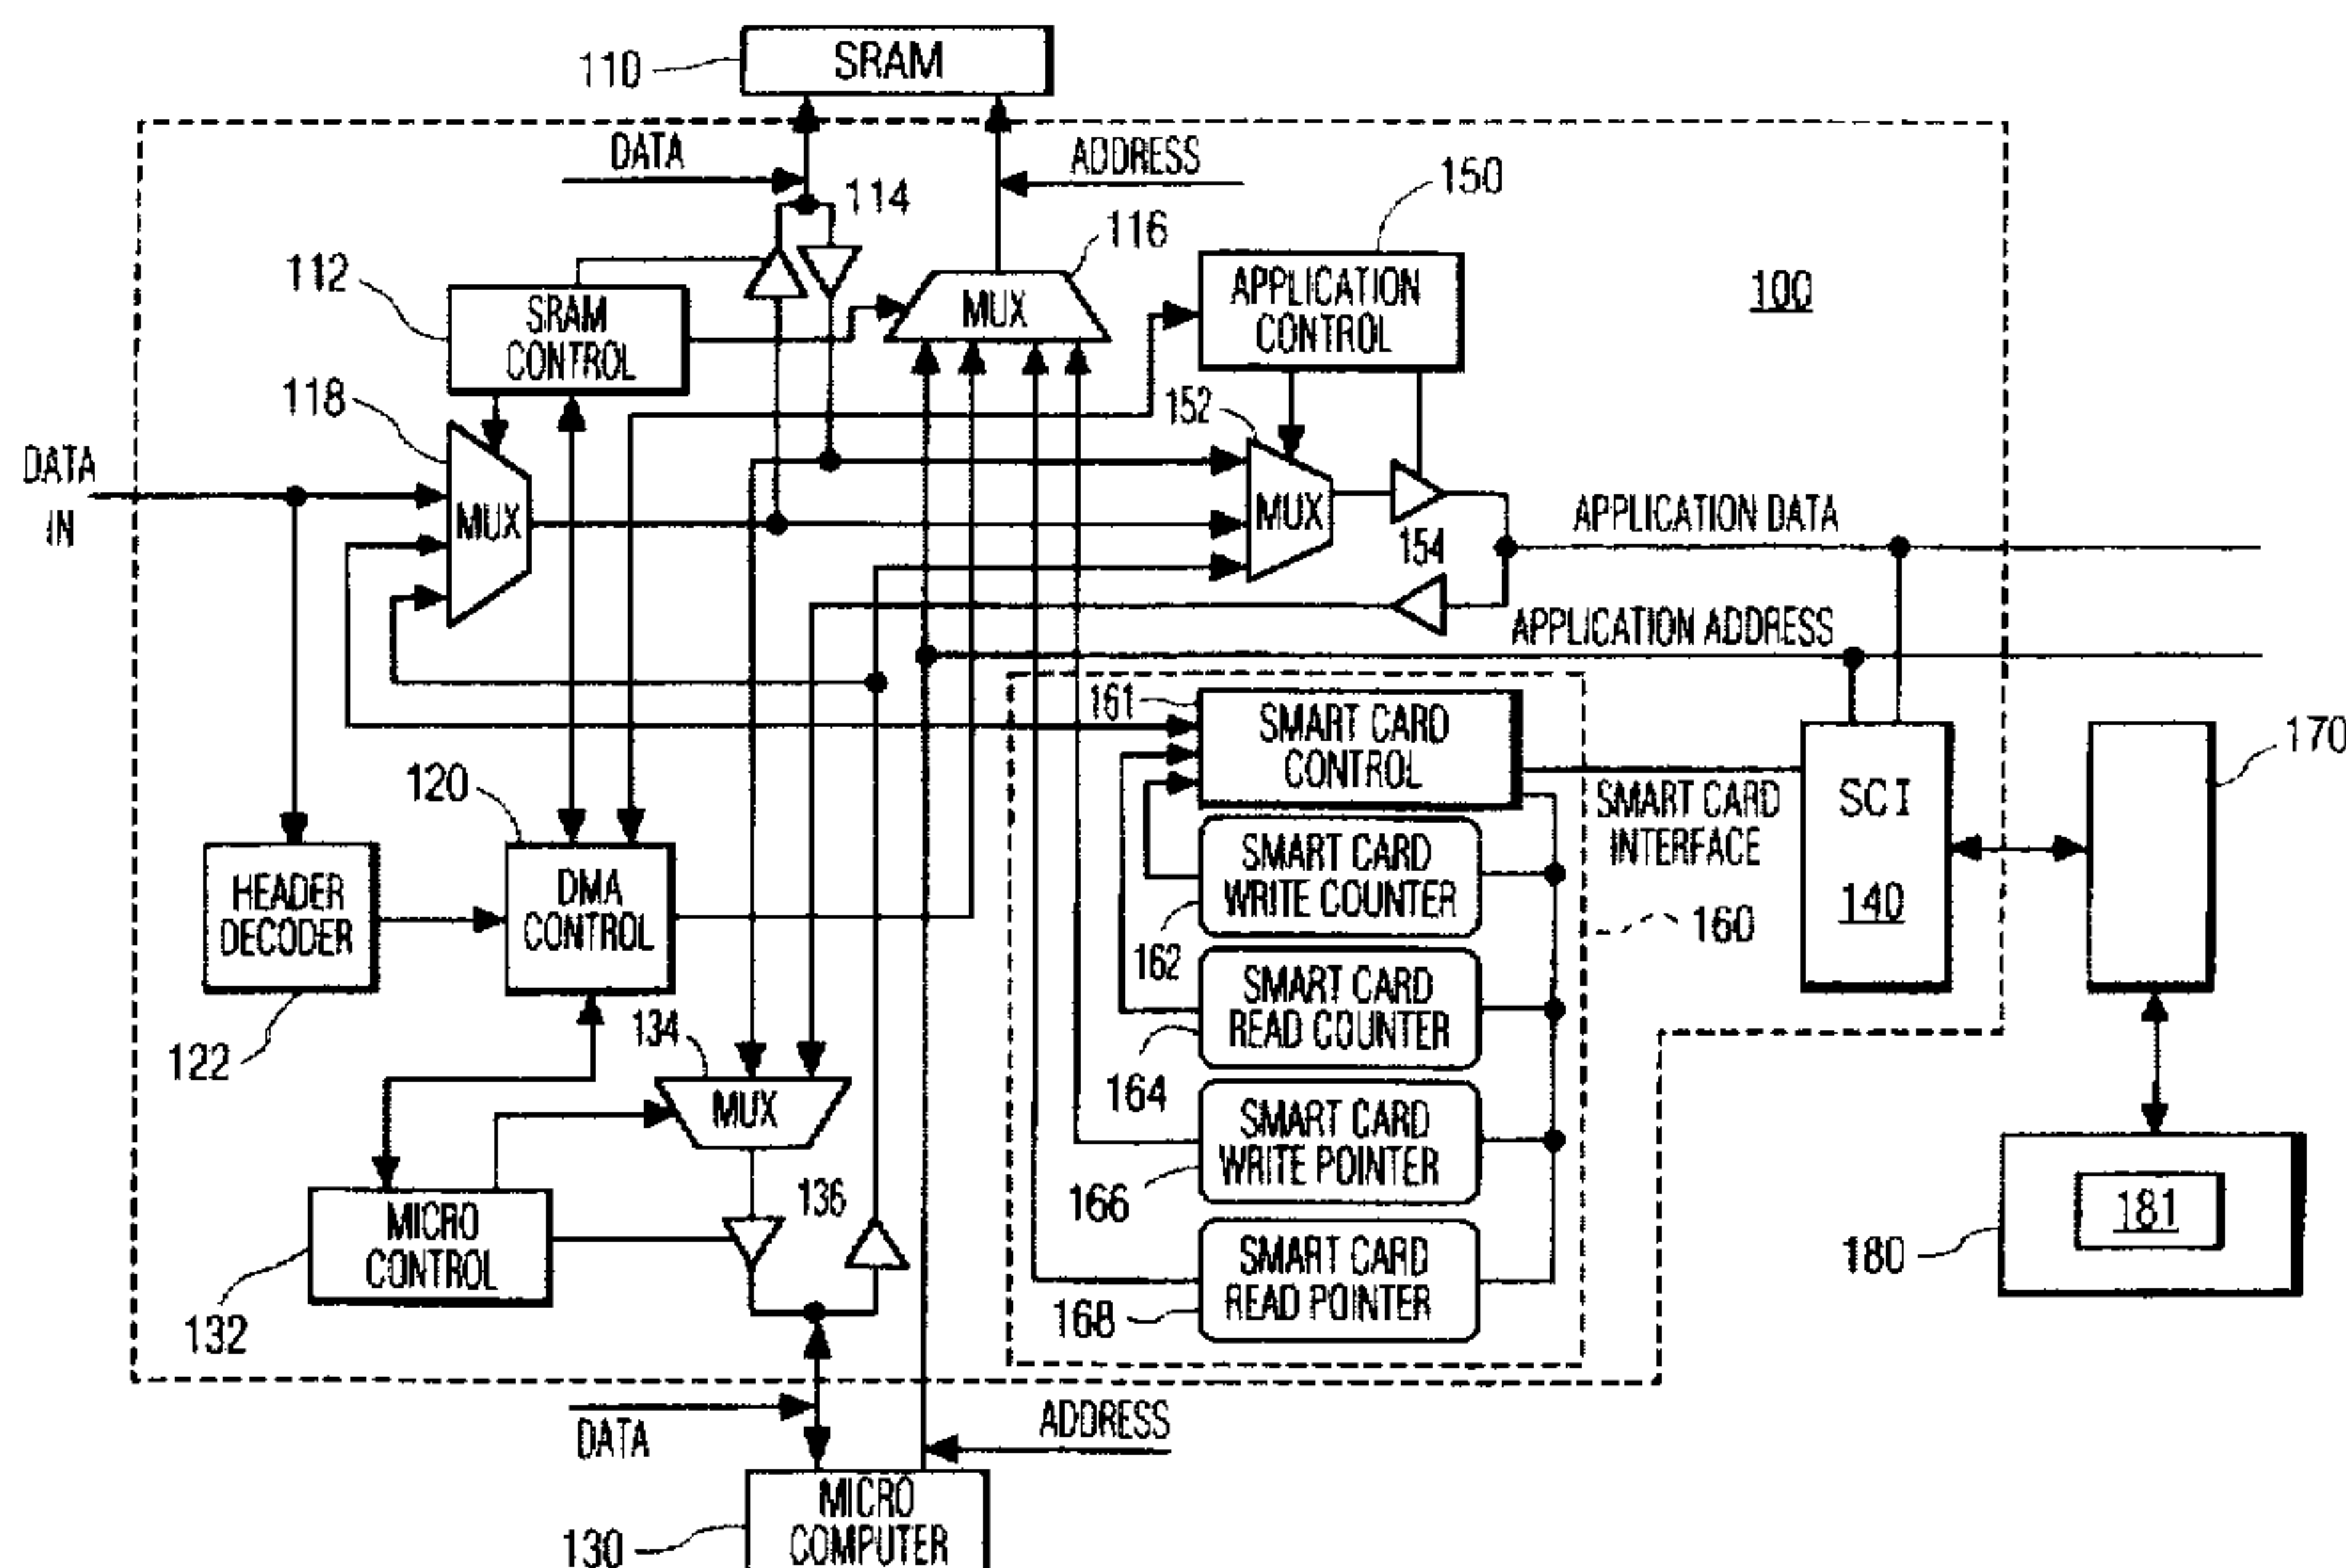 110
SRAM
DATA
ADDRESS
114
150
116
112
SRAM
CONTROL
MUX
APPLICATION
CONTROL
100
118
152
DATA
IN
MUX
MUX
154
APPLICATION DATA
APPLICATION ADDRESS
161
SMART CARD
CONTROL
170
120
SMART CARD
INTERFACE
SCI
140
HEADER
DECODER
DMA
CONTROL
SMART CARD
WRITE COUNTER
160
162
122
134
SMART CARD
READ COUNTER
164
MUX
SMART CARD
WRITE POINTER
166
136
181
180
MICRO
CONTROL
132
SMART CARD
READ POINTER
168
DATA
ADDRESS
MICRO
COMPUTER
130